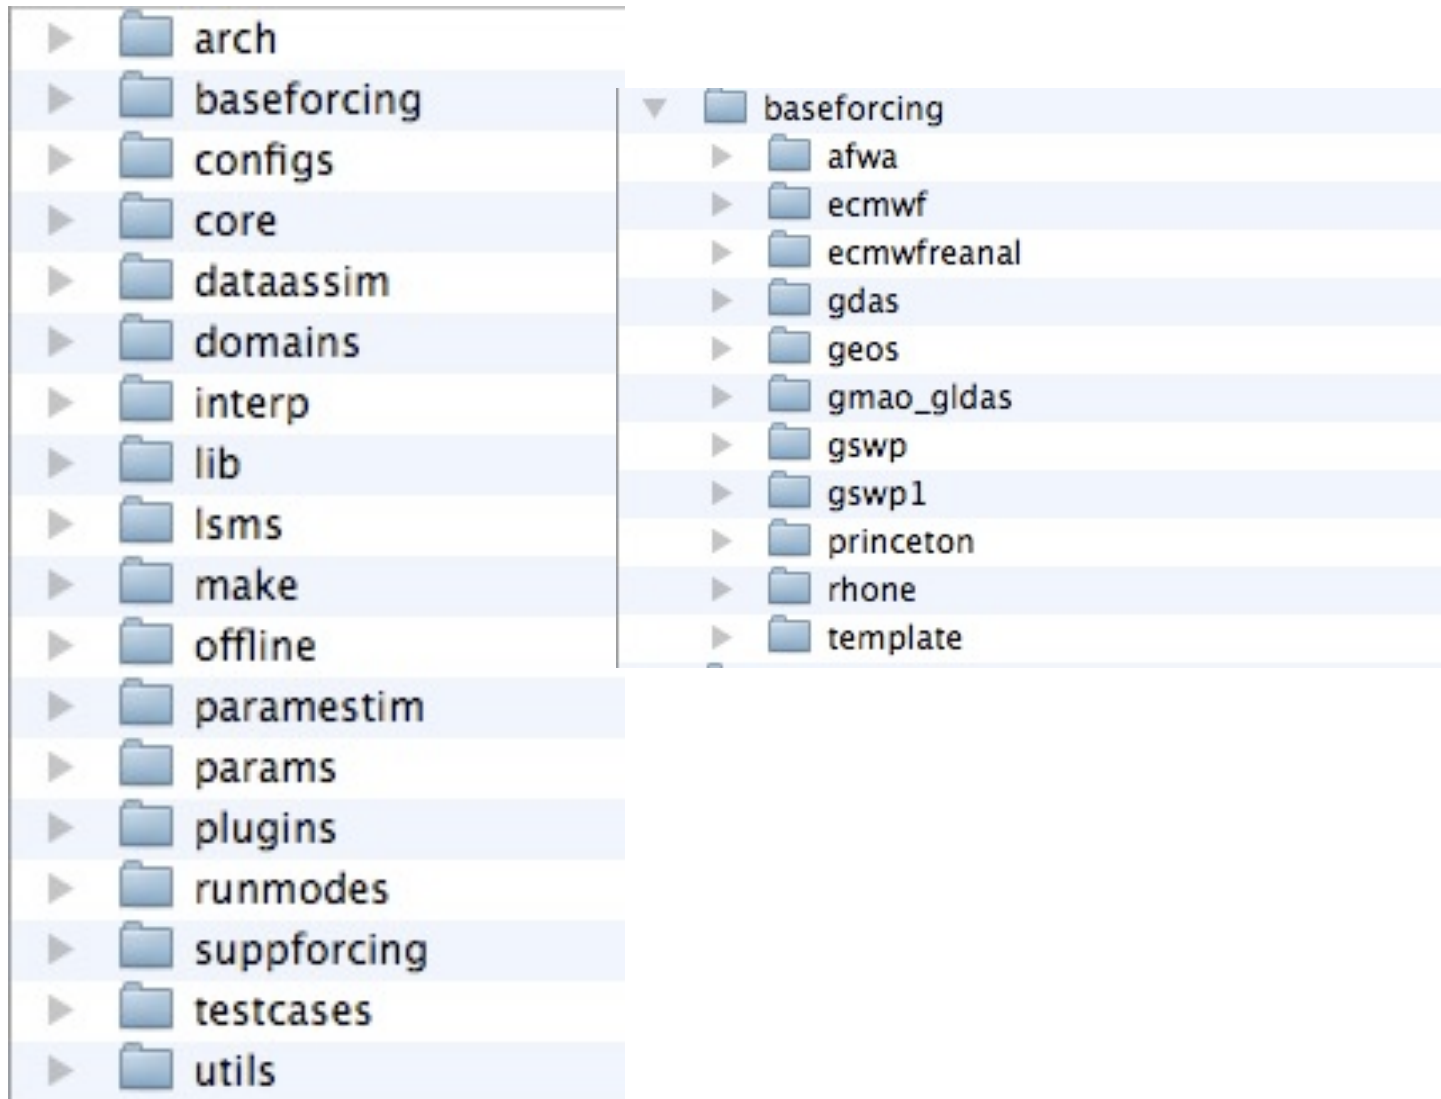 arch
baseforcing
configs
core
dataassim
domains
interp
lib
lsms
make
offline
paramestim
params
plugins
runmodes
suppforcing
testcases
utils
baseforcing
afwa
ecmwf
ecmwfreanal
gdas
geos
gmao_gldas
gswp
gswp1
princeton
rhone
template